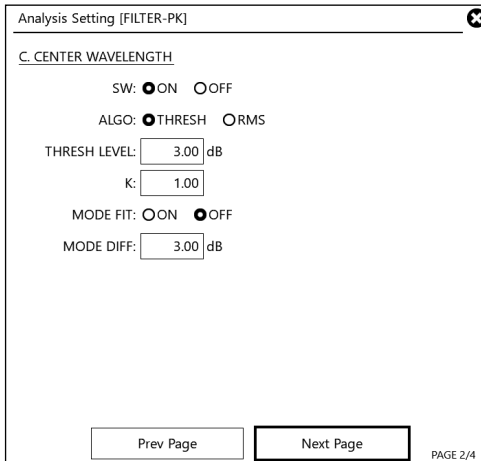 Analysis Setting [FILTER-PK]
C. CENTER WAVELENGTH
SW: ON OFF
ALGO: THRESH RMS
THRESH LEVEL: 3.00 dB
K: 1.00
MODE FIT: ON OFF
MODE DIFF: 3.00 dB
Prev Page Next Page PAGE 2/4